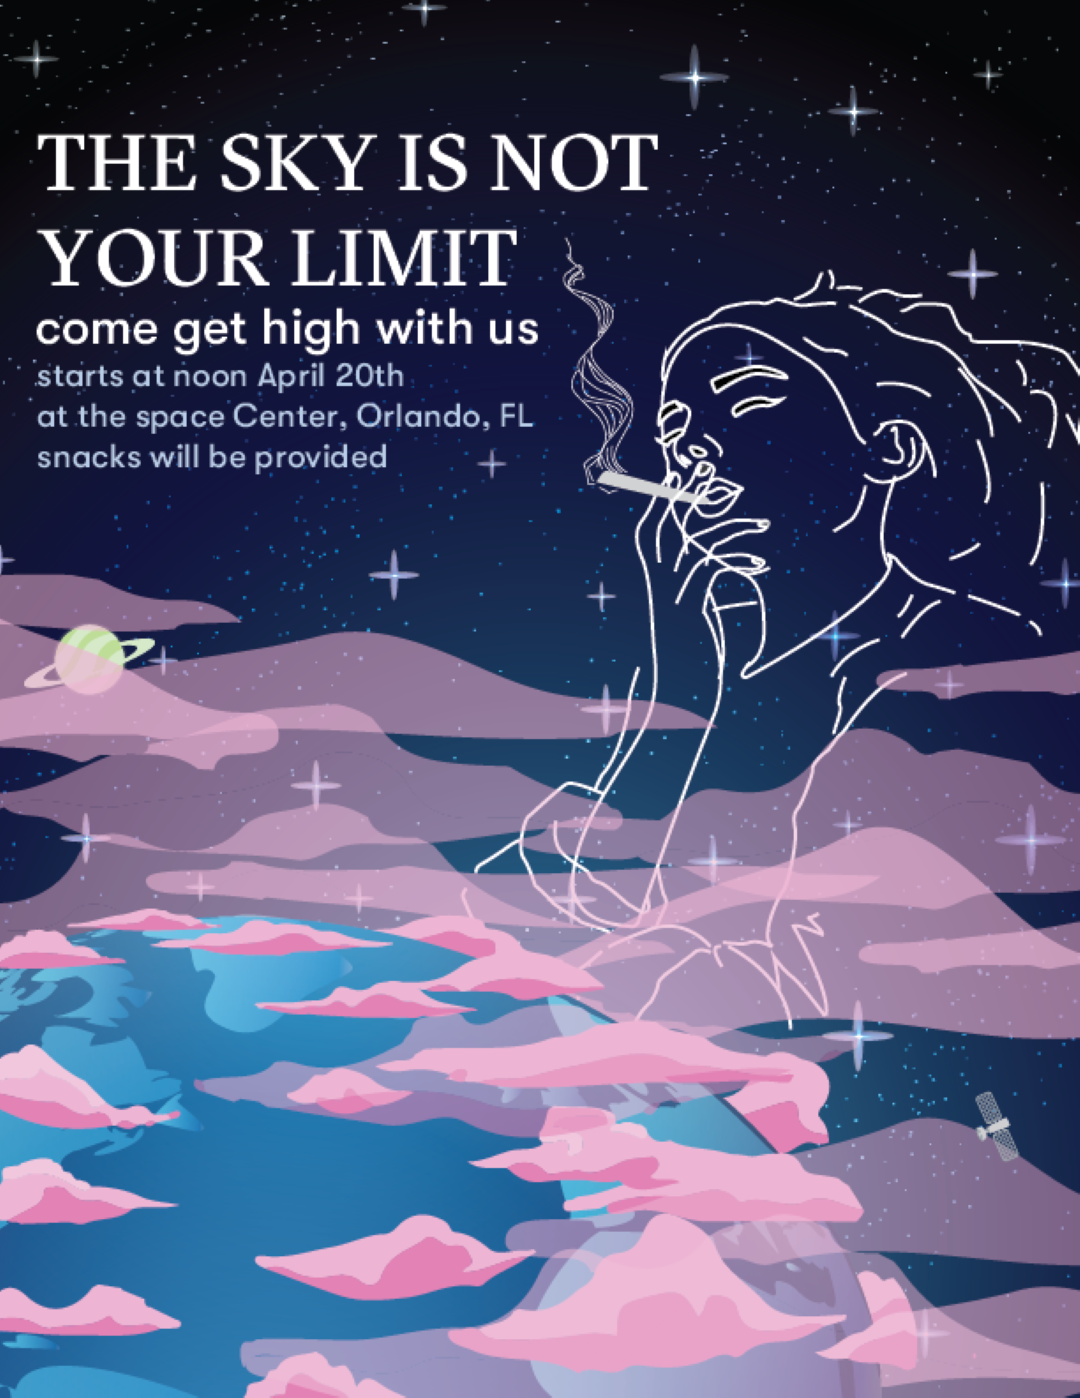 THE SKY IS NOT
YOUR LIMIT
come get high with us
starts at noon April 20th
at the space Center, Orlando, FL
snacks will be provided